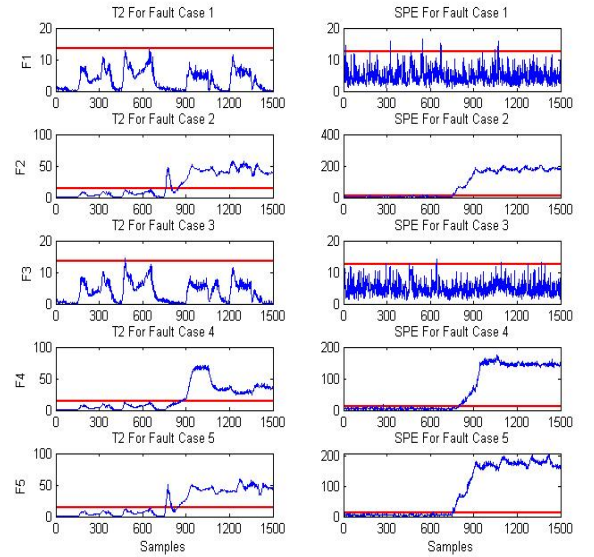 T2 For Fault Case 1
SPE For Fault Case 1
F1
20
10
0
0 300 600 900 1200 1500
20
10
0
0 300 600 900 1200 1500
T2 For Fault Case 2
SPE For Fault Case 2
F2
100
50
0
0 300 600 900 1200 1500
400
200
0
0 300 600 900 1200 1500
T2 For Fault Case 3
SPE For Fault Case 3
F3
20
10
0
0 300 600 900 1200 1500
20
10
0
0 300 600 900 1200 1500
T2 For Fault Case 4
SPE For Fault Case 4
F4
100
50
0
0 300 600 900 1200 1500
200
100
0
0 300 600 900 1200 1500
T2 For Fault Case 5
SPE For Fault Case 5
F5
100
50
0
0 300 600 900 1200 1500
Samples
200
100
0
0 300 600 900 1200 1500
Samples